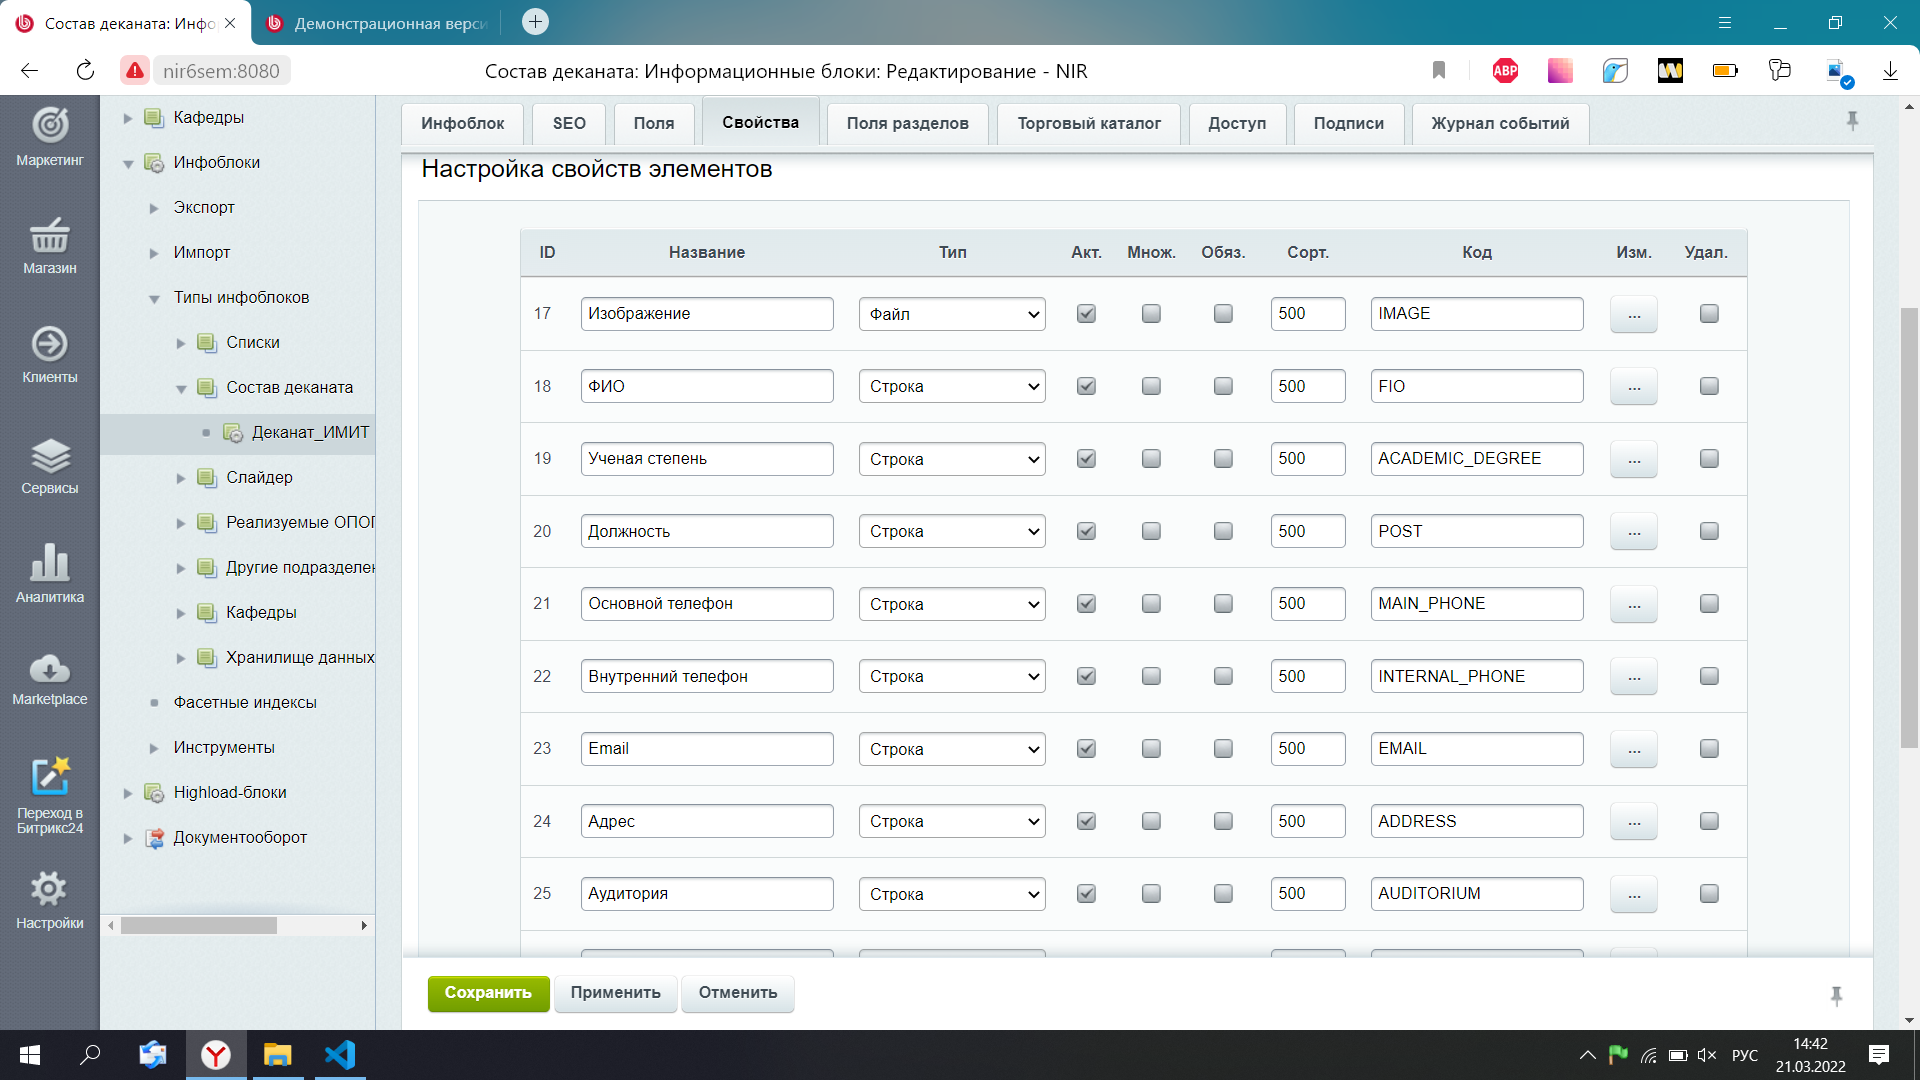 Состав деканата: Инфо
Демонстрационная верси
nir6sem:8080
Состав деканата: Информационные блоки: Редактирование - NIR
ABP
Маркетинг
Магазин
Клиенты
Сервисы
Аналитика
Marketplace
Переход в
Битрикс24
Настройки
Кафедры
Инфоблоки
Экспорт
Импорт
Типы инфоблоков
Списки
Состав деканата
Деканат_ИМИТ
Слайдер
Реализуемые ОПОГ
Другие подразделен
Кафедры
Хранилище данных
Фасетные индексы
Инструменты
Highload-блоки
Документооборот
Инфоблок SEO Поля Свойства Поля разделов Торговый каталог Доступ Подписи Журнал событий
Настройка свойств элементов
ID Название Тип Акт. Множ. Обяз. Сорт. Код Изм. Удал.
17 Изображение Файл 500 IMAGE ...
18 ФИО Строка 500 FIO ...
19 Ученая степень Строка 500 ACADEMIC_DEGREE ...
20 Должность Строка 500 POST ...
21 Основной телефон Строка 500 MAIN_PHONE ...
22 Внутренний телефон Строка 500 INTERNAL_PHONE ...
23 Email Строка 500 EMAIL ...
24 Адрес Строка 500 ADDRESS ...
25 Аудитория Строка 500 AUDITORIUM ...
Сохранить Применить Отменить
РУС
14:42
21.03.2022